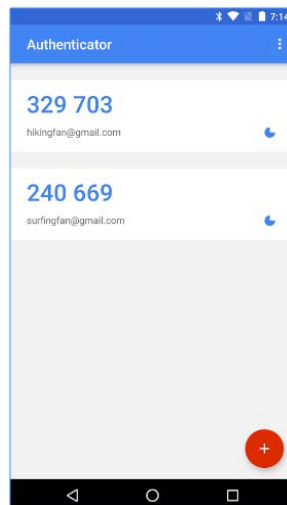 7:14
Authenticator
329 703
hikingfan@gmail.com
240 669
surfingfan@gmail.com
+